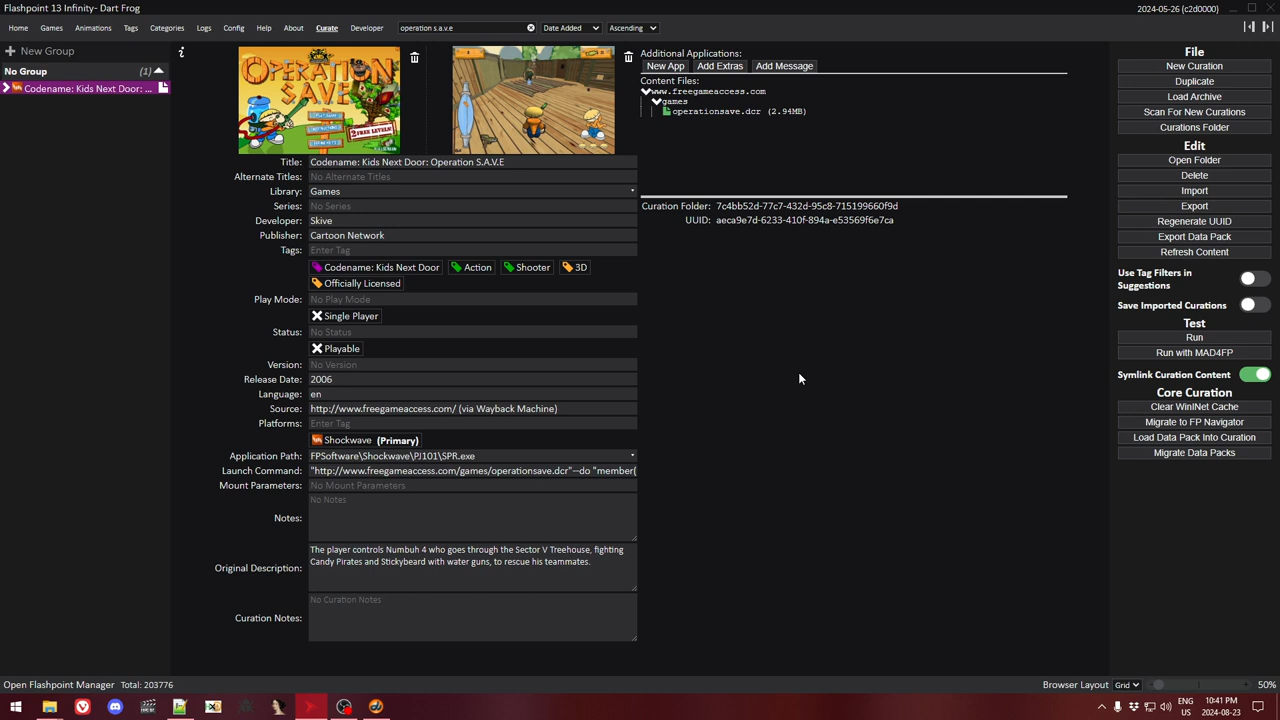 Flashpoint 13 Infinity- Dart Frog
2024-05-26 (c2d0000)
Home Games Animations Tags Categories Logs Config Help About Curate Developer operation s.a.v.e Date Added Ascending
New Group
No Group (1)
Codename: Kids Next Door: ...
OPERATION
SAVE
2 FREE LEVELS!
Title: Codename: Kids Next Door: Operation S.A.V.E
Alternate Titles: No Alternate Titles
Library: Games
Series: No Series
Developer: Skive
Publisher: Cartoon Network
Tags: Enter Tag
Codename: Kids Next Door Action Shooter 3D
Officially Licensed
Play Mode: No Play Mode
Single Player
Status: No Status
Playable
Version: No Version
Release Date: 2006
Language: en
Source: http://www.freegameaccess.com/ (via Wayback Machine)
Platforms: Enter Tag
Shockwave (Primary)
Application Path: FPSoftware\Shockwave\PJ101\SPR.exe
Launch Command: "http://www.freegameaccess.com/games/operationsave.dcr"--do "member(
Mount Parameters: No Mount Parameters
No Notes
Notes:
The player controls Numbuh 4 who goes through the Sector V Treehouse, fighting
Candy Pirates and Stickybeard with water guns, to rescue his teammates.
Original Description:
No Curation Notes
Curation Notes:
Additional Applications:
New App Add Extras Add Message
Content Files:
www.freegameaccess.com
games
operationsave.dcr (2.94MB)
Curation Folder: 7c4bb52d-77c7-432d-95c8-715199660f9d
UUID: aeca9e7d-6233-410f-894a-e53569f6e7ca
File
New Curation
Duplicate
Load Archive
Scan For New Curations
Curations Folder
Edit
Open Folder
Delete
Import
Export
Regenerate UUID
Export Data Pack
Refresh Content
Use Tag Filters in
Suggestions
Save Imported Curations
Test
Run
Run with MAD4FP
Symlink Curation Content
Core Curation
Clear WinINet Cache
Migrate to FP Navigator
Load Data Pack Into Curation
Migrate Data Packs
Open Flashpoint Manager Total: 203776
Browser Layout Grid 50%
ENG
US
10:41 PM
2024-08-23